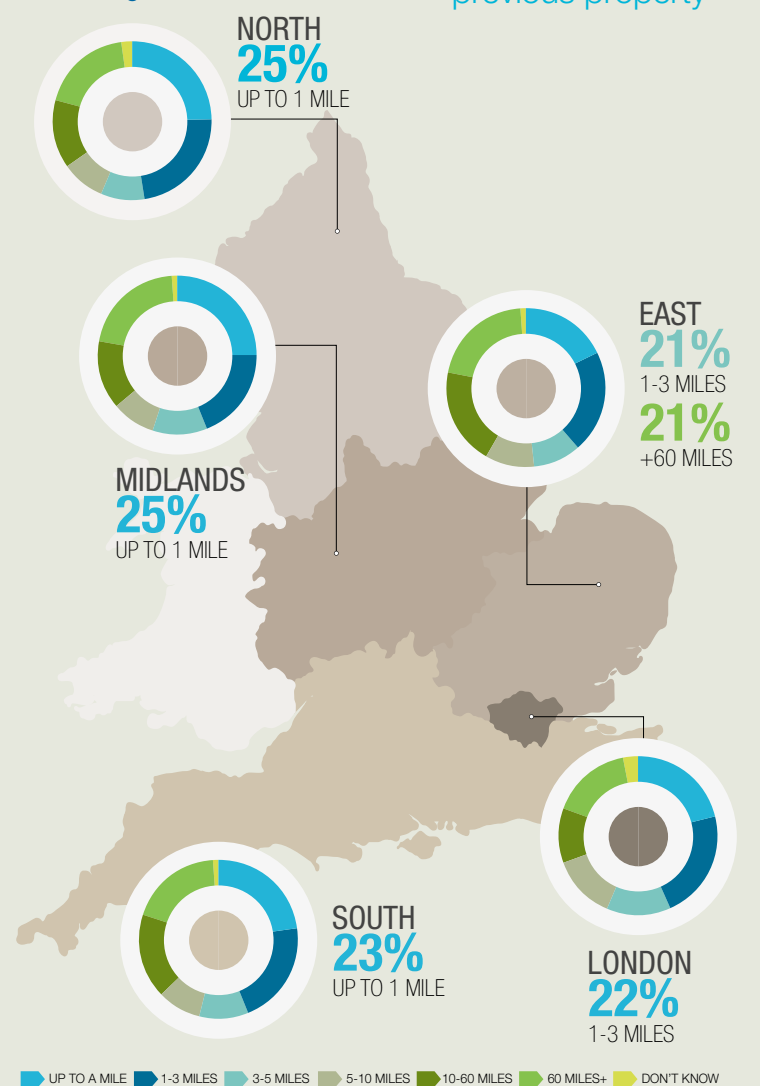 previous property
NORTH
25%
UP TO 1 MILE
EAST
21%
1-3 MILES
21%
+60 MILES
MIDLANDS
25%
UP TO 1 MILE
SOUTH
23%
UP TO 1 MILE
LONDON
22%
1-3 MILES
UP TO A MILE 1-3 MILES 3-5 MILES 5-10 MILES 10-60 MILES 60 MILES+ DON'T KNOW